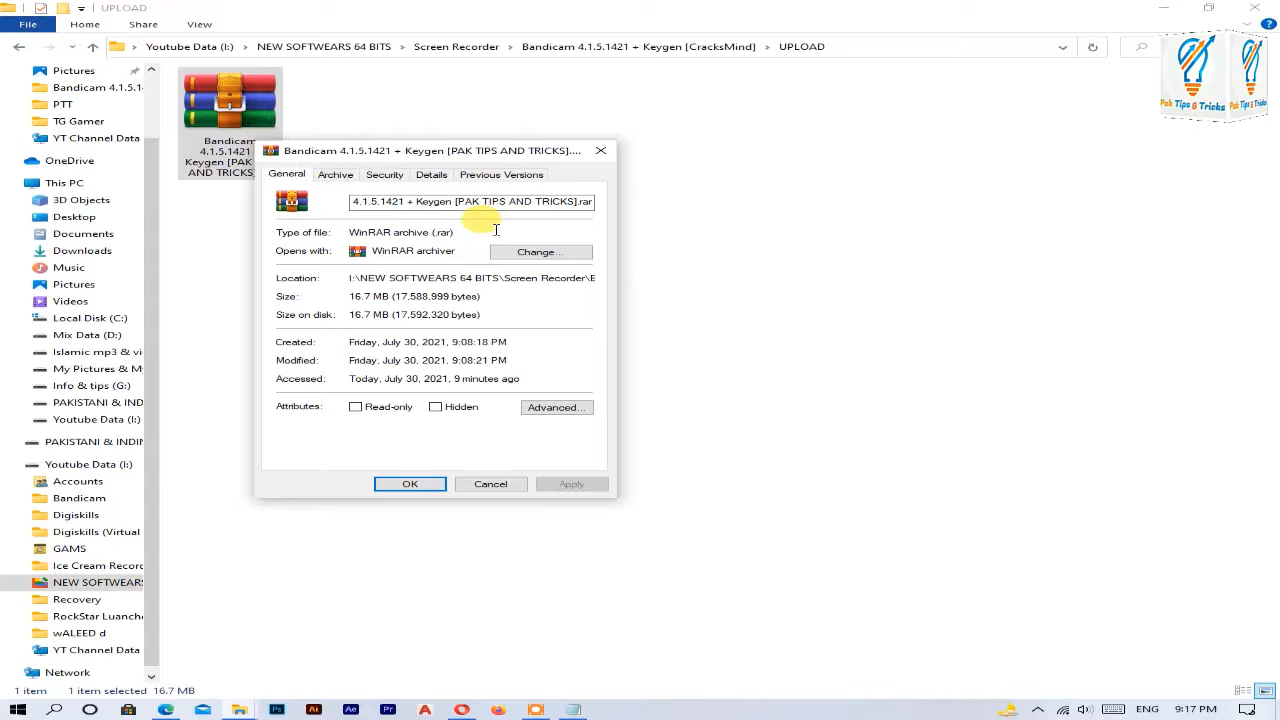 UPLOAD
File
Home
Share
View
Youtube Data (I:)
NEW SOFTWEARS 64 BITS
Screen Recorder
Bandicam 4.1.5.1421 + Keygen [CracksMind]
UPLOAD
Pak Tips & Tricks
Pak Tips & Tricks
Pictures
Bandicam 4.1.5.14
PTT
TG Gamer
YT Channel Data
OneDrive
This PC
3D Objects
Desktop
Documents
Downloads
Music
Pictures
Videos
Local Disk (C:)
Mix Data (D:)
Islamic mp3 & vi
My Pictures & M
Info & tips (G:)
PAKISTANI & IND
Youtube Data (I:)
PAKISTANI & INDIN
Youtube Data (I:)
Accounts
Bandicam
Digiskills
Digiskills (Virtual
GAMS
Ice Cream Record
NEW SOFTWEARS
Recovery
RockStar Luanche
wALEED d
YT Channel Data
Network
Bandicam
4.1.5.1421
Keygen [PAK
AND TRICKS]
Bandicam 4.1.5.1421 + Keygen [PAK TIPS AND TRICKS]....
General
Archive
Security
Details
Previous Versions
4.1.5.1421 + Keygen [PAK TIPS AND TRICKS].rar
Type of file: WinRAR archive (.rar)
Opens with: WinRAR archiver
Change...
Location: I:\NEW SOFTWEARS 64 BITS\Screen Recorder\B
Size: 16.7 MB (17,588,999 bytes)
Size on disk: 16.7 MB (17,592,320 bytes)
Created: Friday, July 30, 2021, 9:08:18 PM
Modified: Friday, July 30, 2021, 9:08:21 PM
Accessed: Today, July 30, 2021, 9 minutes ago
Attributes: Read-only Hidden
Advanced...
OK
Cancel
Apply
1 item 1 item selected 16.7 MB
Ps
Ai
Ae
Pr
ENG
9:17 PM